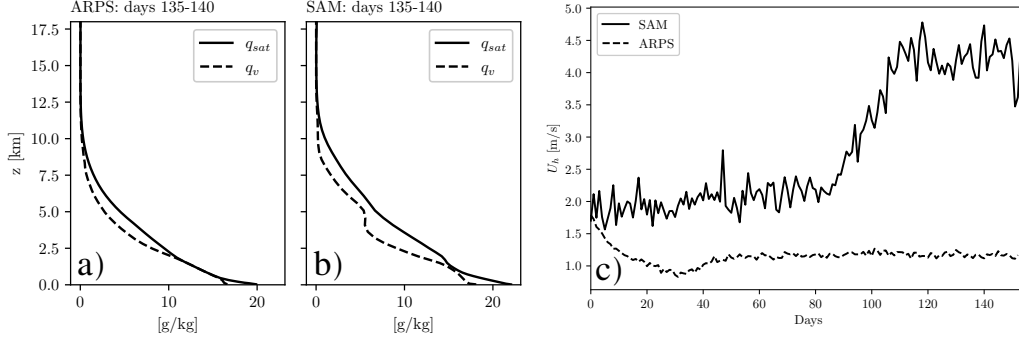 ARPS: days 135-140
17.5
15.0
12.5
10.0
7.5
5.0
2.5
0.0
z [km]
q_sat
q_v
a)
0
10
20
[g/kg]
SAM: days 135-140
q_sat
q_v
b)
0
10
20
[g/kg]
5.0
4.5
4.0
3.5
3.0
2.5
2.0
1.5
1.0
U_h [m/s]
SAM
ARPS
c)
0
20
40
60
80
100
120
140
Days